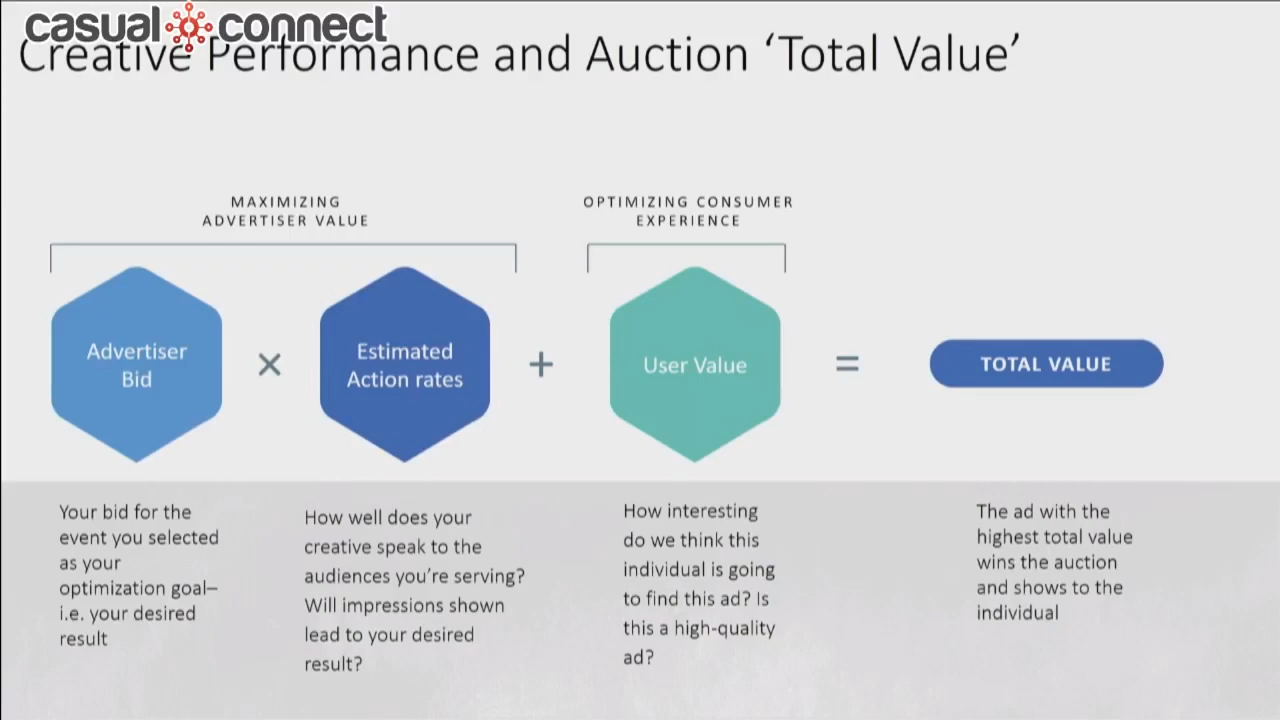 casual connect
Creative Performance and Auction ‘Total Value’
MAXIMIZING
ADVERTISER VALUE
OPTIMIZING CONSUMER
EXPERIENCE
Advertiser
Bid
×
Estimated
Action rates
+
User Value
=
TOTAL VALUE
Your bid for the
event you selected
as your
optimization goal–
i.e. your desired
result
How well does your
creative speak to the
audiences you’re serving?
Will impressions shown
lead to your desired
result?
How interesting
do we think this
individual is going
to find this ad? Is
this a high-quality
ad?
The ad with the
highest total value
wins the auction
and shows to the
individual